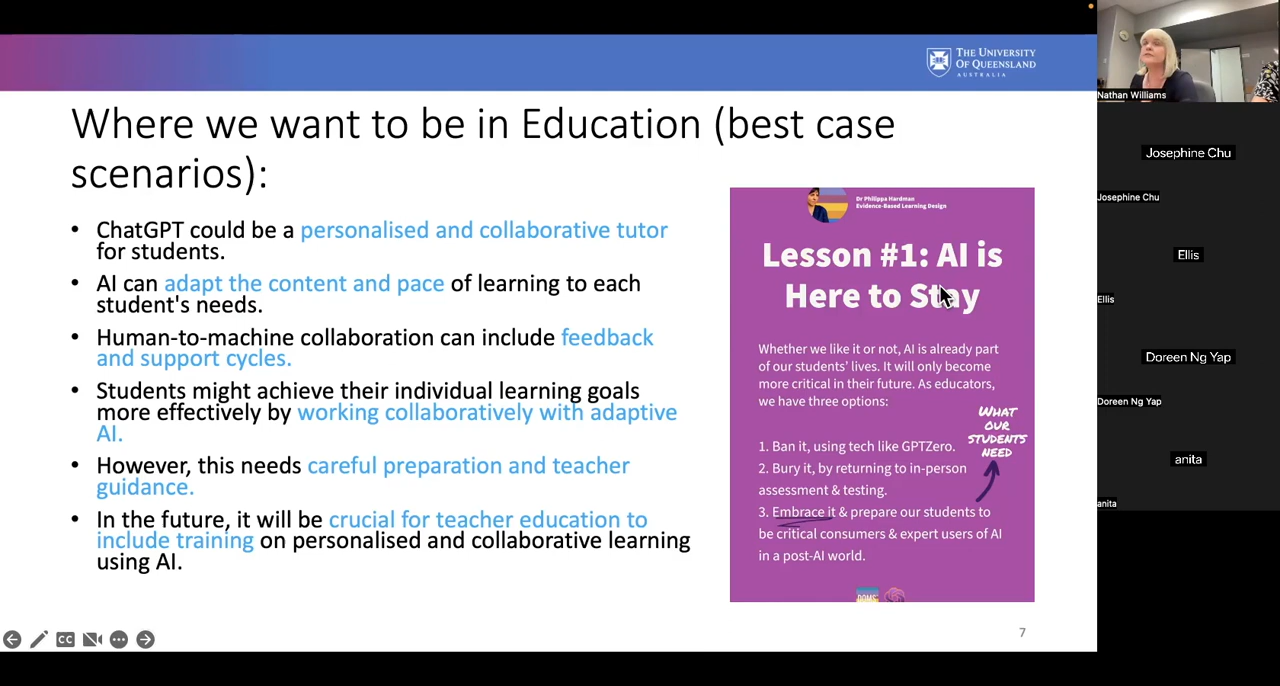 THE UNIVERSITY
OF QUEENSLAND
AUSTRALIA
Where we want to be in Education (best case
scenarios):
• ChatGPT could be a personalised and collaborative tutor
for students.
• AI can adapt the content and pace of learning to each
student's needs.
• Human-to-machine collaboration can include feedback
and support cycles.
• Students might achieve their individual learning goals
more effectively by working collaboratively with adaptive
AI.
• However, this needs careful preparation and teacher
guidance.
• In the future, it will be crucial for teacher education to
include training on personalised and collaborative learning
using AI.
Dr Philippa Hardman
Evidence-Based Learning Design
Lesson #1: AI is
Here to Stay
Whether we like it or not, AI is already part
of our students' lives. It will only become
more critical in their future. As educators,
we have three options:
WHAT
OUR
STUDENTS
NEED
1. Ban it, using tech like GPTZero.
2. Bury it, by returning to in-person
assessment & testing.
3. Embrace it & prepare our students to
be critical consumers & expert users of AI
in a post-AI world.
CC
7
Nathan Williams
Josephine Chu
Josephine Chu
Ellis
Ellis
Doreen Ng Yap
Doreen Ng Yap
anita
anita